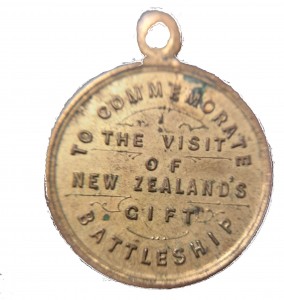 TO COMMEMORATE
THE VISIT
OF
NEW ZEALAND'S
GIFT
BATTLESHIP